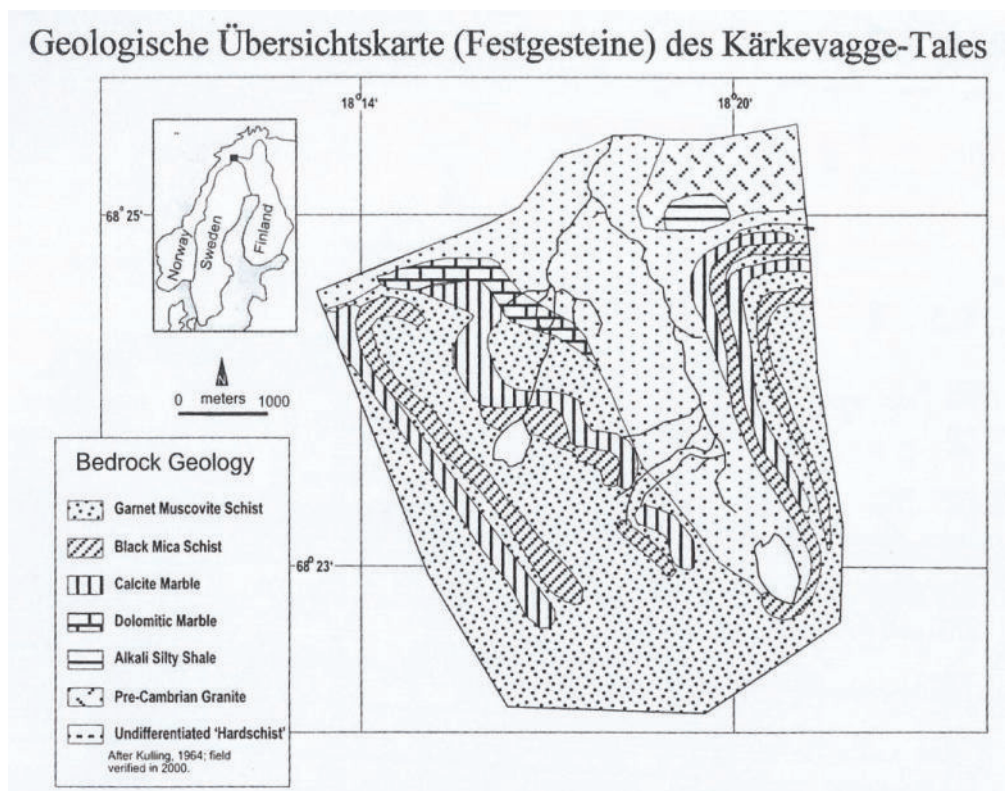 Geologische Übersichtskarte (Festgesteine) des Kärkevagge-Tales
18° 14'
18° 20'
68° 25'
Norway
Sweden
Finland
N
0 meters 1000
68° 23'
Bedrock Geology
Garnet Muscovite Schist
Black Mica Schist
Calcite Marble
Dolomitic Marble
Alkali Silty Shale
Pre-Cambrian Granite
Undifferentiated 'Hardschist'
After Kulling, 1964; field
verified in 2000.